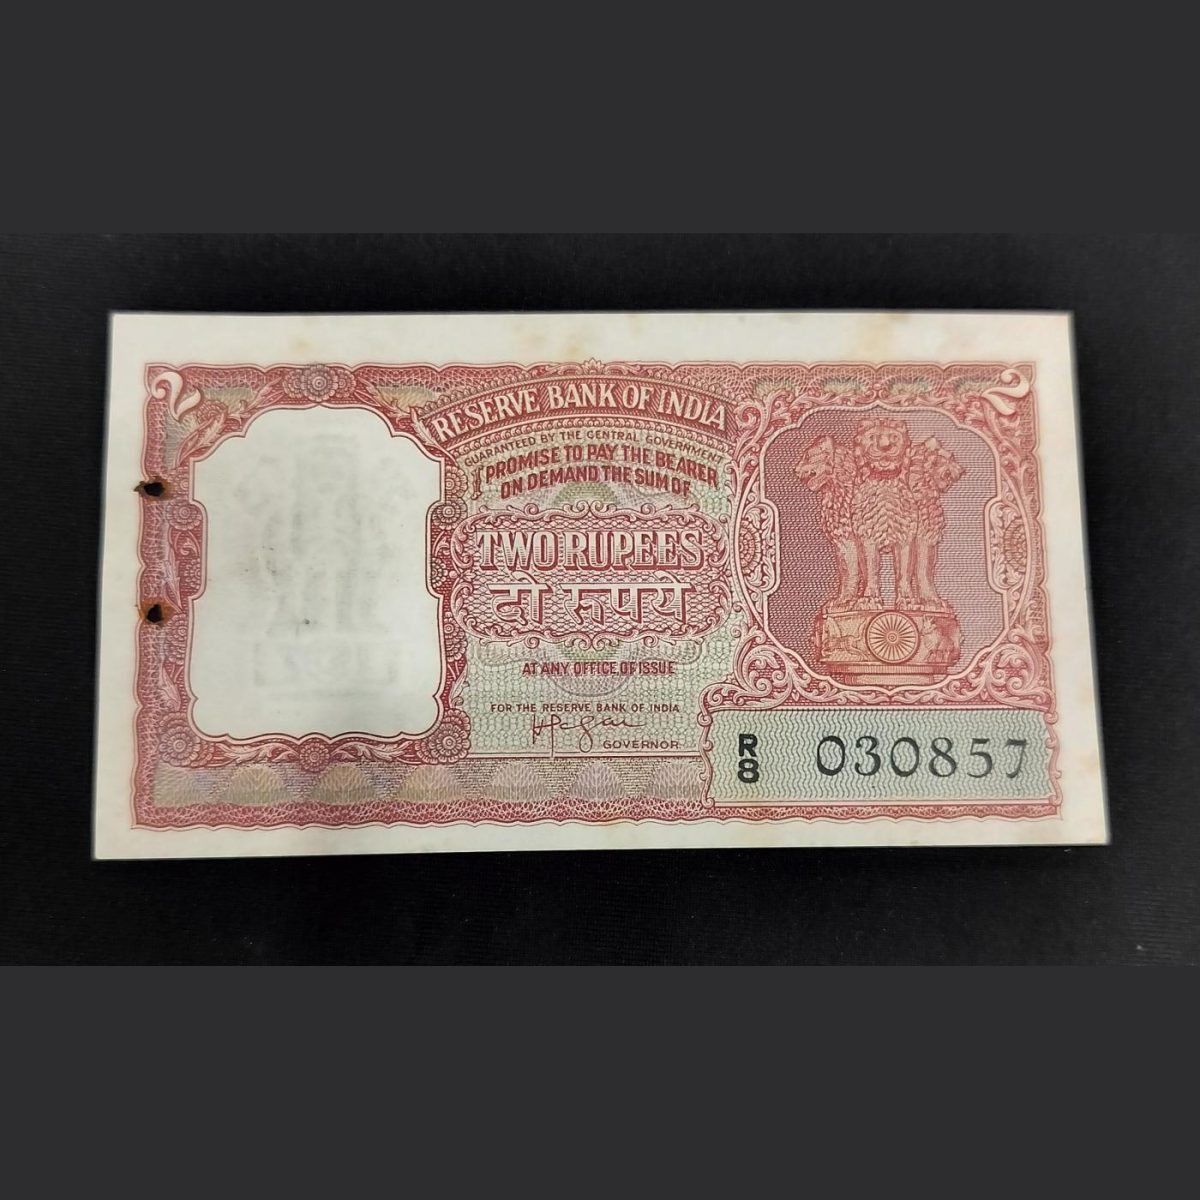 2
2
RESERVE BANK OF INDIA
GUARANTEED BY THE CENTRAL GOVERNMENT
I PROMISE TO PAY THE BEARER
ON DEMAND THE SUM OF
TWO RUPEES
दो रुपये
AT ANY OFFICE OF ISSUE
FOR THE RESERVE BANK OF INDIA
GOVERNOR
R
8
030857